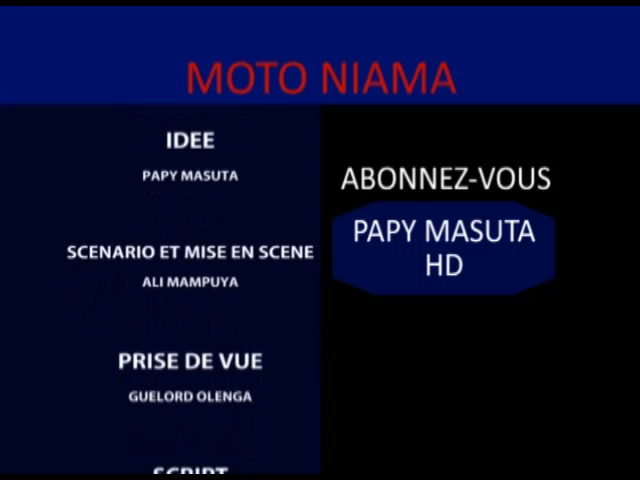 MOTO NIAMA
IDEE
PAPY MASUTA
SCENARIO ET MISE EN SCENE
ALI MAMPUYA
PRISE DE VUE
GUELORD OLENGA
SCRIPT
ABONNEZ-VOUS
PAPY MASUTA
HD